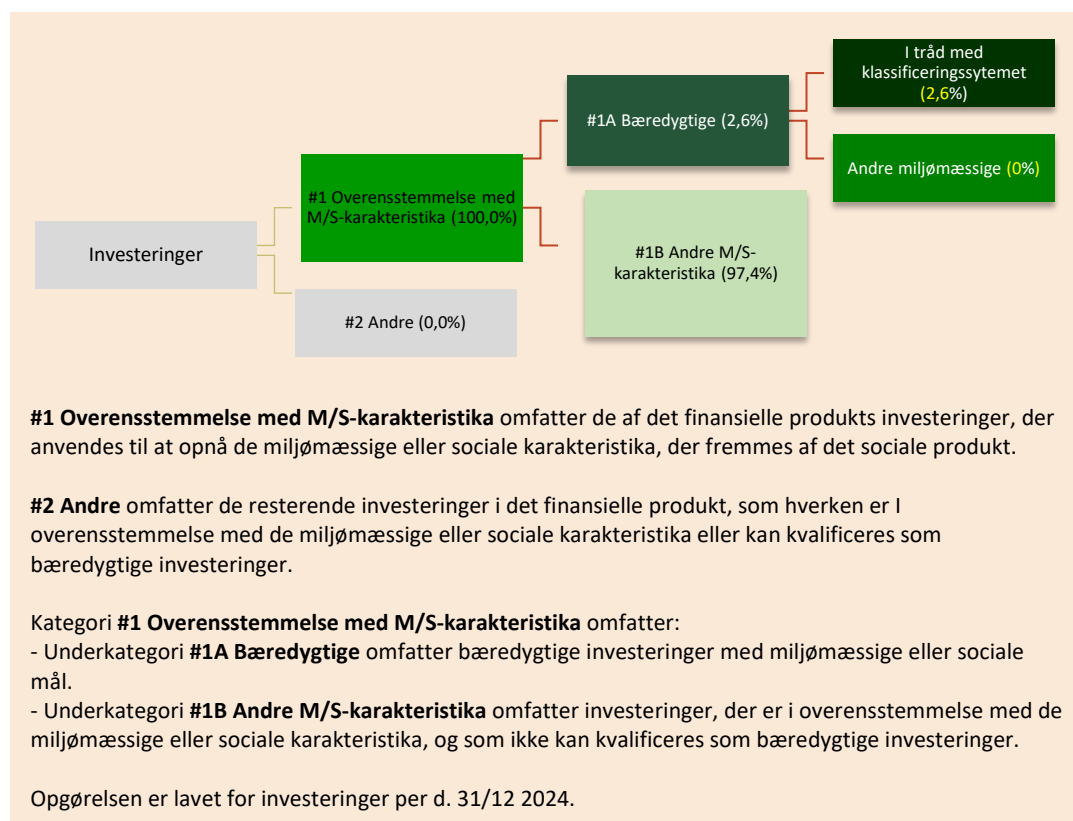 I tråd med
klassificeringssytemet
(2,6%)
#1A Bæredygtige (2,6%)
Andre miljømæssige (0%)
#1 Overensstemmelse med
M/S-karakteristika (100,0%)
Investeringer
#1B Andre M/S-
karakteristika (97,4%)
#2 Andre (0,0%)
#1 Overensstemmelse med M/S-karakteristika omfatter de af det finansielle produkts investeringer, der
anvendes til at opnå de miljømæssige eller sociale karakteristika, der fremmes af det sociale produkt.
#2 Andre omfatter de resterende investeringer i det finansielle produkt, som hverken er I
overensstemmelse med de miljømæssige eller sociale karakteristika eller kan kvalificeres som
bæredygtige investeringer.
Kategori #1 Overensstemmelse med M/S-karakteristika omfatter:
- Underkategori #1A Bæredygtige omfatter bæredygtige investeringer med miljømæssige eller sociale
mål.
- Underkategori #1B Andre M/S-karakteristika omfatter investeringer, der er i overensstemmelse med de
miljømæssige eller sociale karakteristika, og som ikke kan kvalificeres som bæredygtige investeringer.
Opgørelsen er lavet for investeringer per d. 31/12 2024.